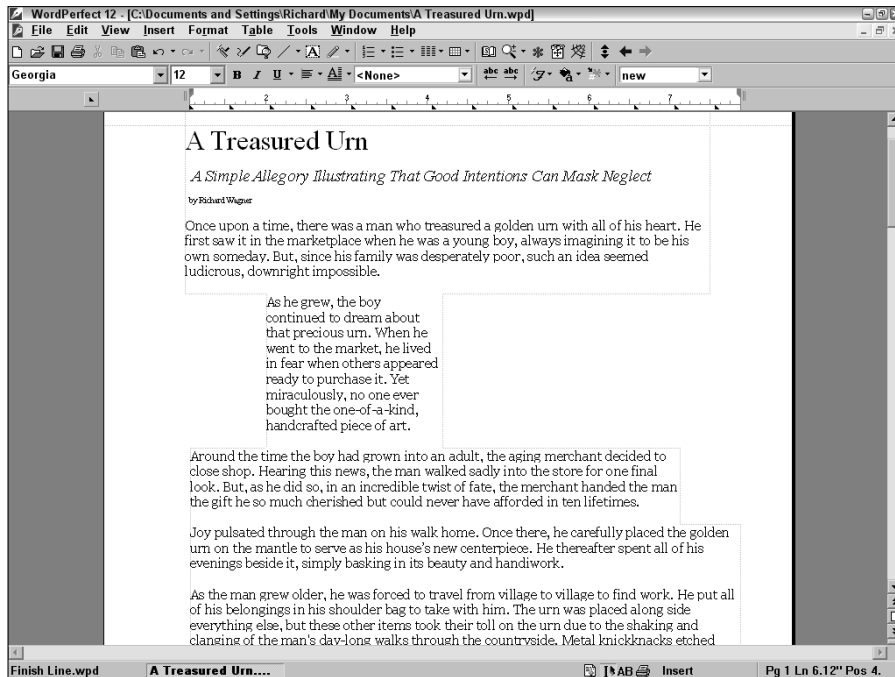 WordPerfect 12 - [C:\Documents and Settings\Richard\My Documents\A Treasured Urn.wpd]
File Edit View Insert Format Table Tools Window Help
Georgia 12 B I U <None> abc abc new
2 3 4 5 6 7
A Treasured Urn
A Simple Allegory Illustrating That Good Intentions Can Mask Neglect
by Richard Wagner
Once upon a time, there was a man who treasured a golden urn with all of his heart. He
first saw it in the marketplace when he was a young boy, always imagining it to be his
own someday. But, since his family was desperately poor, such an idea seemed
ludicrous, downright impossible.
As he grew, the boy
continued to dream about
that precious urn. When he
went to the market, he lived
in fear when others appeared
ready to purchase it. Yet
miraculously, no one ever
bought the one-of-a-kind,
handcrafted piece of art.
Around the time the boy had grown into an adult, the aging merchant decided to
close shop. Hearing this news, the man walked sadly into the store for one final
look. But, as he did so, in an incredible twist of fate, the merchant handed the man
the gift he so much cherished but could never have afforded in ten lifetimes.
Joy pulsated through the man on his walk home. Once there, he carefully placed the golden
urn on the mantle to serve as his house's new centerpiece. He thereafter spent all of his
evenings beside it, simply basking in its beauty and handiwork.
As the man grew older, he was forced to travel from village to village to find work. He put all
of his belongings in his shoulder bag to take with him. The urn was placed along side
everything else, but these other items took their toll on the urn due to the shaking and
clanging of the man's day-long walks through the countryside. Metal knickknacks etched
Finish Line.wpd A Treasured Urn.... AB Insert Pg 1 Ln 6.12" Pos 4.